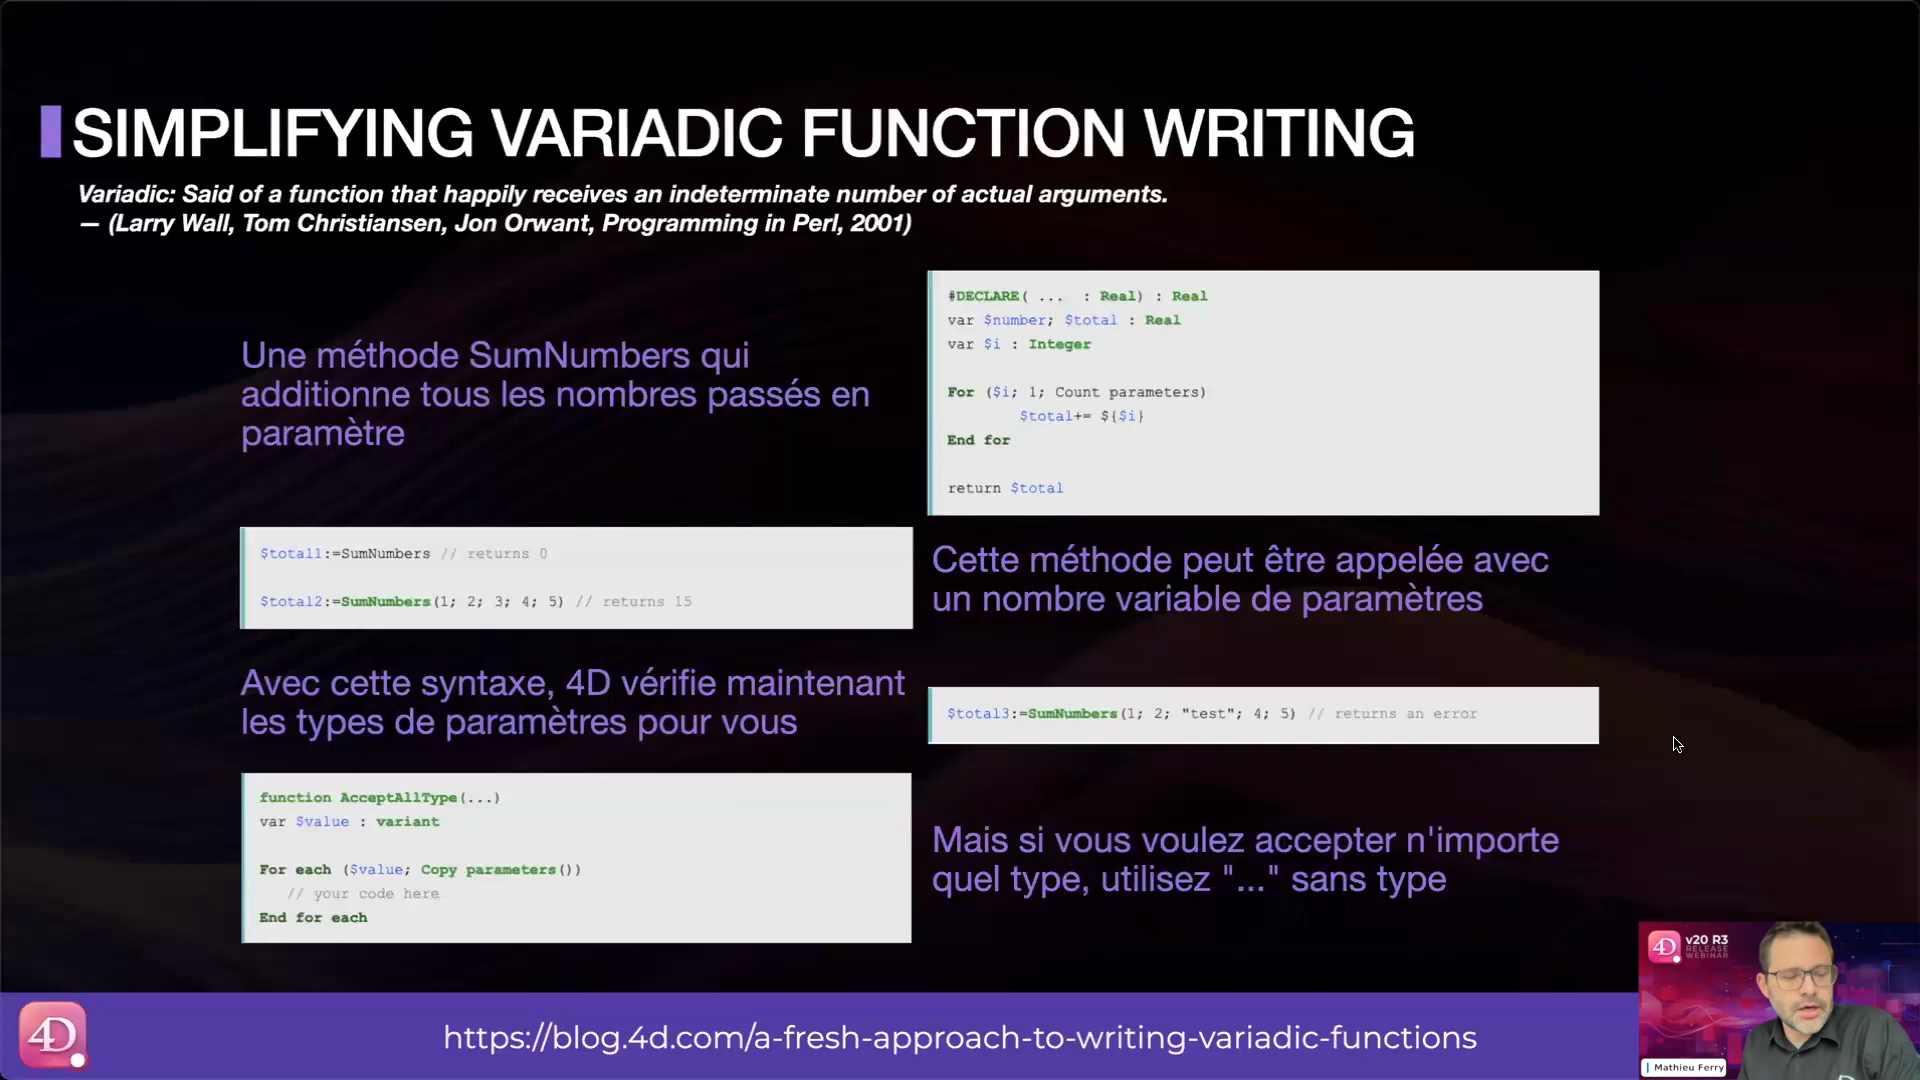 SIMPLIFYING VARIADIC FUNCTION WRITING
Variadic: Said of a function that happily receives an indeterminate number of actual arguments.
— (Larry Wall, Tom Christiansen, Jon Orwant, Programming in Perl, 2001)
Une méthode SumNumbers qui
additionne tous les nombres passés en
paramètre
#DECLARE( ... : Real) : Real
var $number; $total : Real
var $i : Integer
For ($i; 1; Count parameters)
$total+= ${$i}
End for
return $total
$total1:=SumNumbers // returns 0
$total2:=SumNumbers(1; 2; 3; 4; 5) // returns 15
Cette méthode peut être appelée avec
un nombre variable de paramètres
Avec cette syntaxe, 4D vérifie maintenant
les types de paramètres pour vous
$total3:=SumNumbers(1; 2; "test"; 4; 5) // returns an error
function AcceptAllType(...)
var $value : variant
For each ($value; Copy parameters())
// your code here
End for each
Mais si vous voulez accepter n'importe
quel type, utilisez "..." sans type
4D
https://blog.4d.com/a-fresh-approach-to-writing-variadic-functions
4D
v20 R3
RELEASE
WEBINAR
Mathieu Ferry